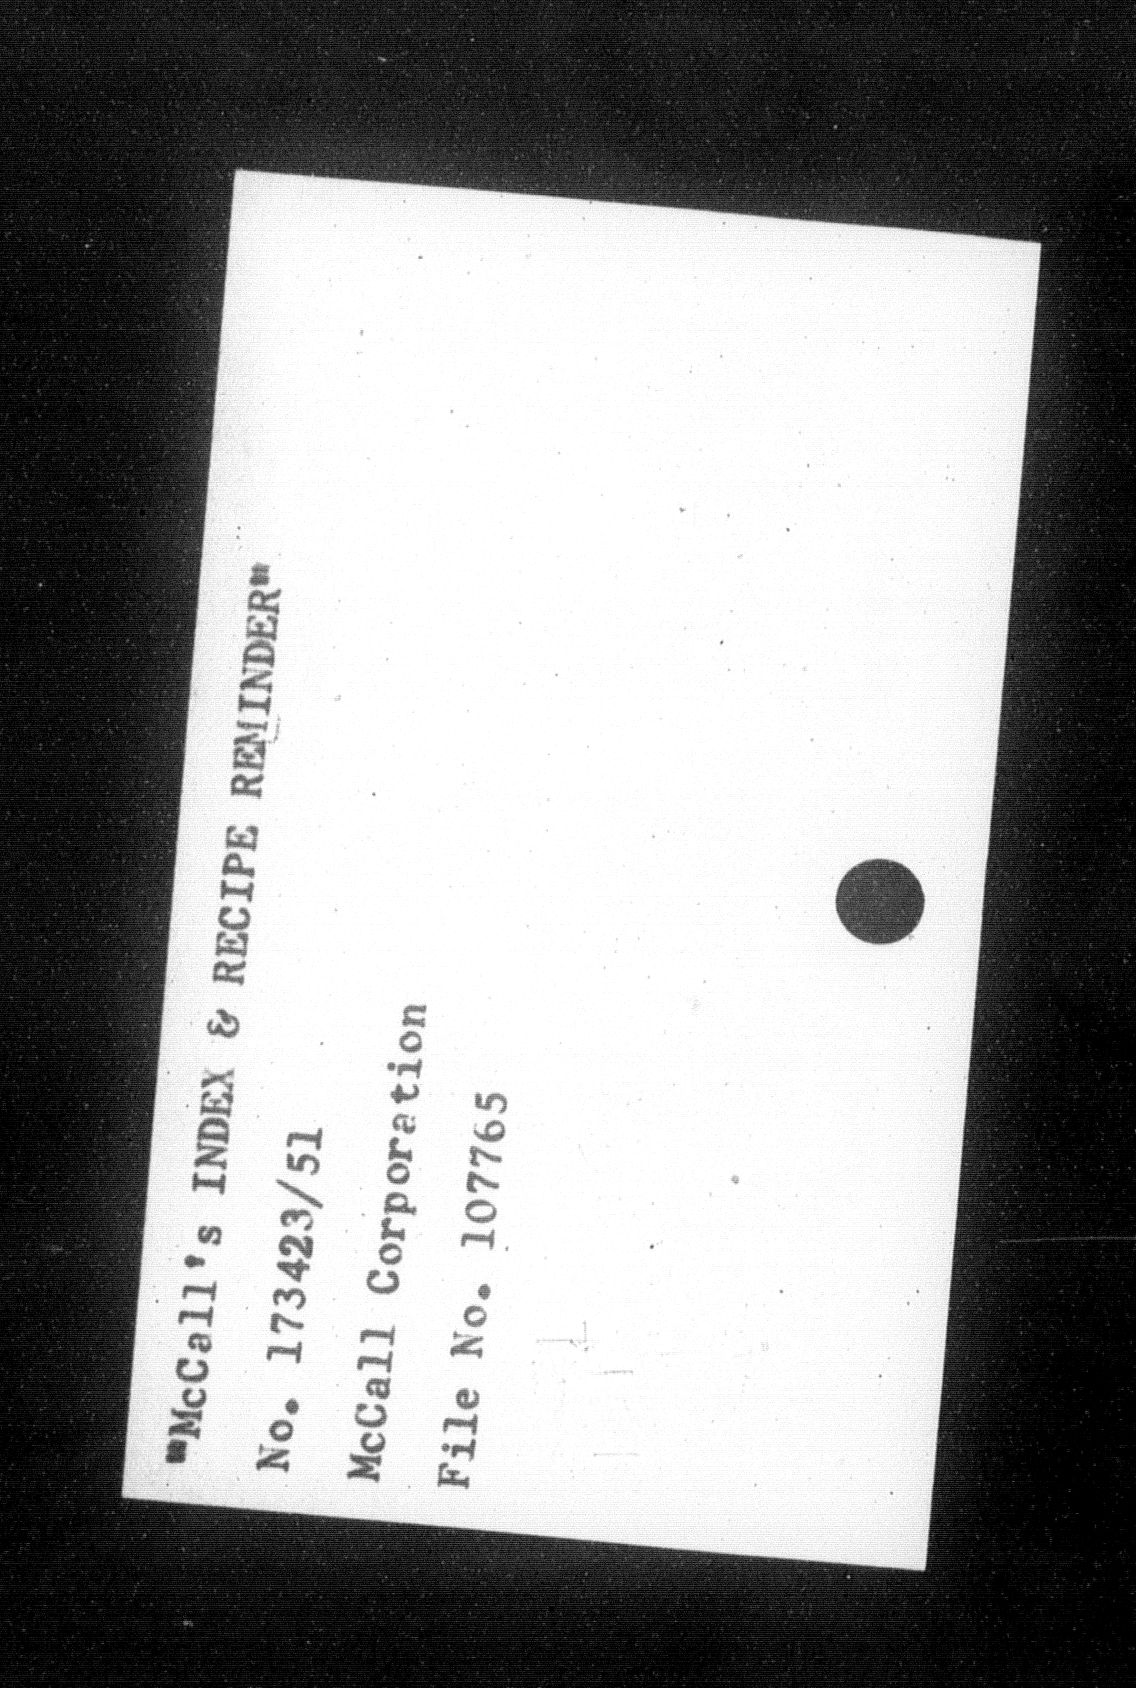 "McCall's INDEX & RECIPE REMINDER"
No. 173423/51
McCall Corporation
File No. 107765